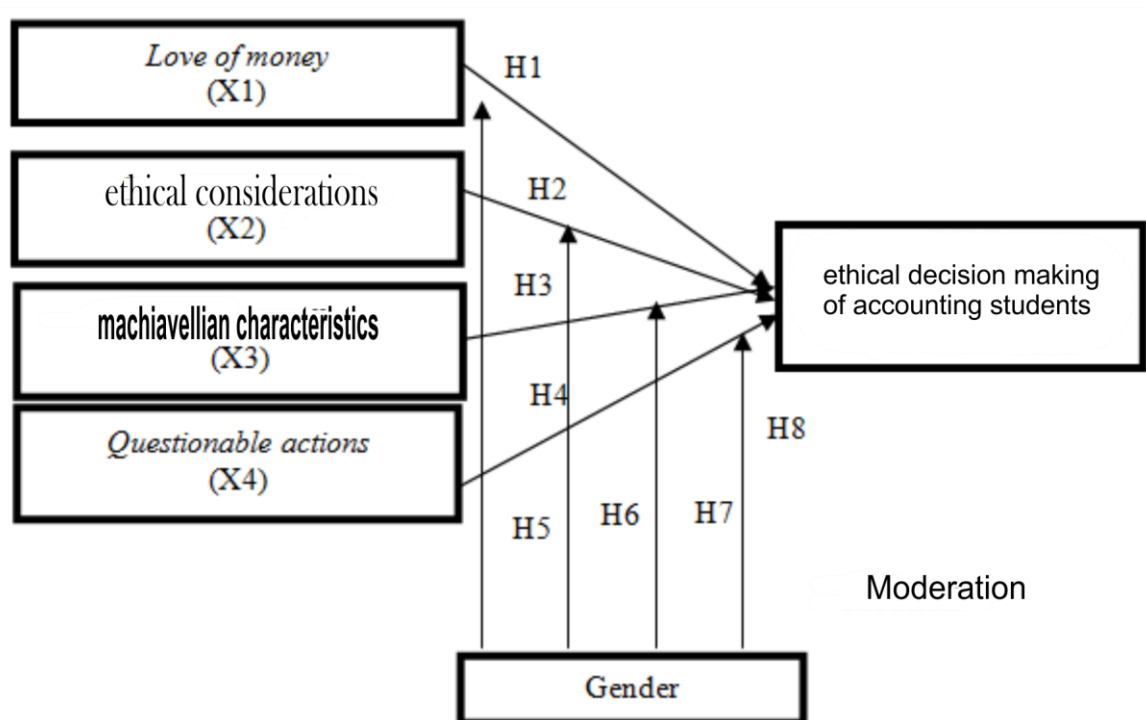 Love of money
(X1)
H1
ethical considerations
(X2)
H2
machiavellian characteristics
(X3)
H3
Questionable actions
(X4)
H4
ethical decision making
of accounting students
H5
H6
H7
H8
Moderation
Gender